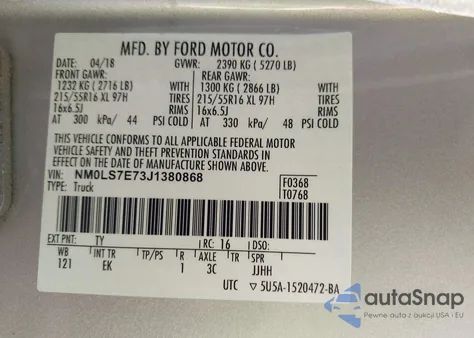 MFD. BY FORD MOTOR CO.
DATE: 04/18 GVWR: 2390 KG ( 5270 LB)
FRONT GAWR: REAR GAWR:
1232 KG ( 2716 LB) WITH 1300 KG ( 2866 LB) WITH
215/55R16 XL 97H TIRES 215/55R16 XL 97H TIRES
16x6.5J RIMS 16x6.5J RIMS
AT 300 kPa/ 44 PSI COLD AT 330 kPa/ 48 PSI COLD
THIS VEHICLE CONFORMS TO ALL APPLICABLE FEDERAL MOTOR
VEHICLE SAFETY AND THEFT PREVENTION STANDARDS IN
EFFECT ON THE DATE OF MANUFACTURE SHOWN ABOVE.
VIN: NM0LS7E73J1380868
TYPE: Truck
F0368
T0768
EXT PNT: TY RC: 16 DSO:
WB INT TR TP/PS R AXLE TR SPR
121 EK 1 3C JJHH
UTC ▽5U5A-1520472-BA
autoSnap
Pewne auta z aukcji USA i EU